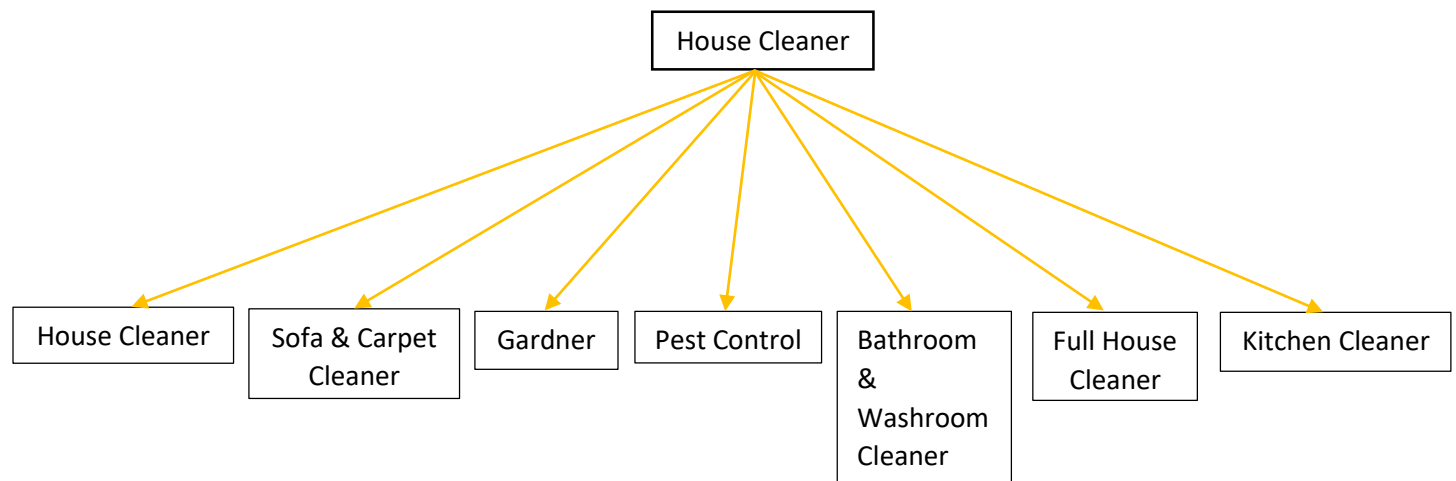 House Cleaner
House Cleaner
Sofa & Carpet
Cleaner
Gardner
Pest Control
Bathroom
&
Washroom
Cleaner
Full House
Cleaner
Kitchen Cleaner